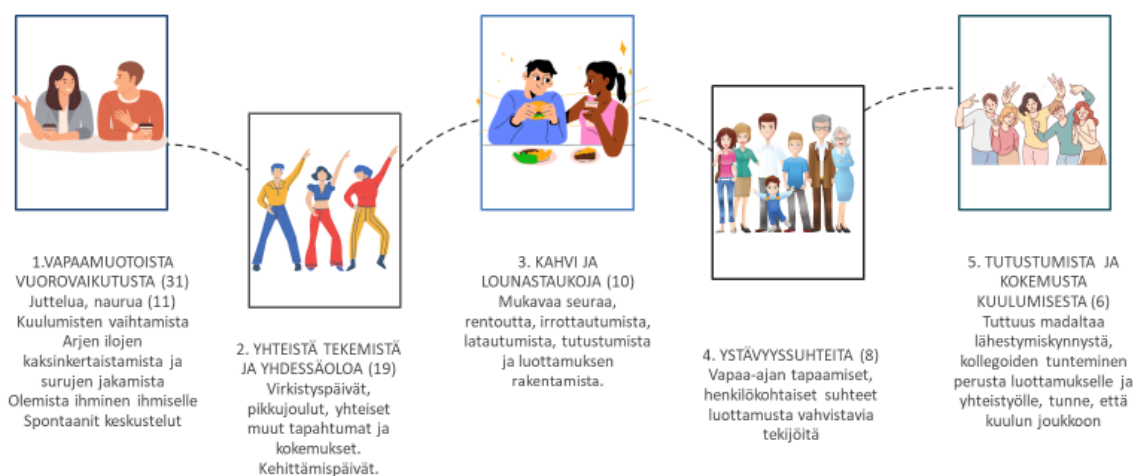 1.VAPAAMUOTOISTA
VUOROVAIKUTUSTA (31)
Juttelua, naurua (11)
Kuulumisten vaihtamista
Arjen ilojen
kaksinkertaistamista ja
surujen jakamista
Olemista ihminen ihmiselle
Spontaanit keskustelut
2. YHTEISTÄ TEKEMISTÄ
JA YHDESSÄOLOA (19)
Virkistyspäivät,
pikkujoulut, yhteiset
muut tapahtumat ja
kokemukset.
Kehittämispäivät.
3. KAHVI JA
LOUNASTAUKOJA (10)
Mukavaa seuraa,
rentoutta, irrottautumista,
latautumista, tutustumista
ja luottamuksen
rakentamista.
4. YSTÄVYYSSUHTEITA (8)
Vapaa-ajan tapaamiset,
henkilökohtaiset suhteet
luottamusta vahvistavia
tekijöitä
5. TUTUSTUMISTA JA
KOKEMUSTA
KUULUMISESTA (6)
Tuttuus madaltaa
lähestymiskynnystä,
kollegoiden tunteminen
perusta luottamukselle ja
yhteistyölle, tunne, että
kuulun joukkoon